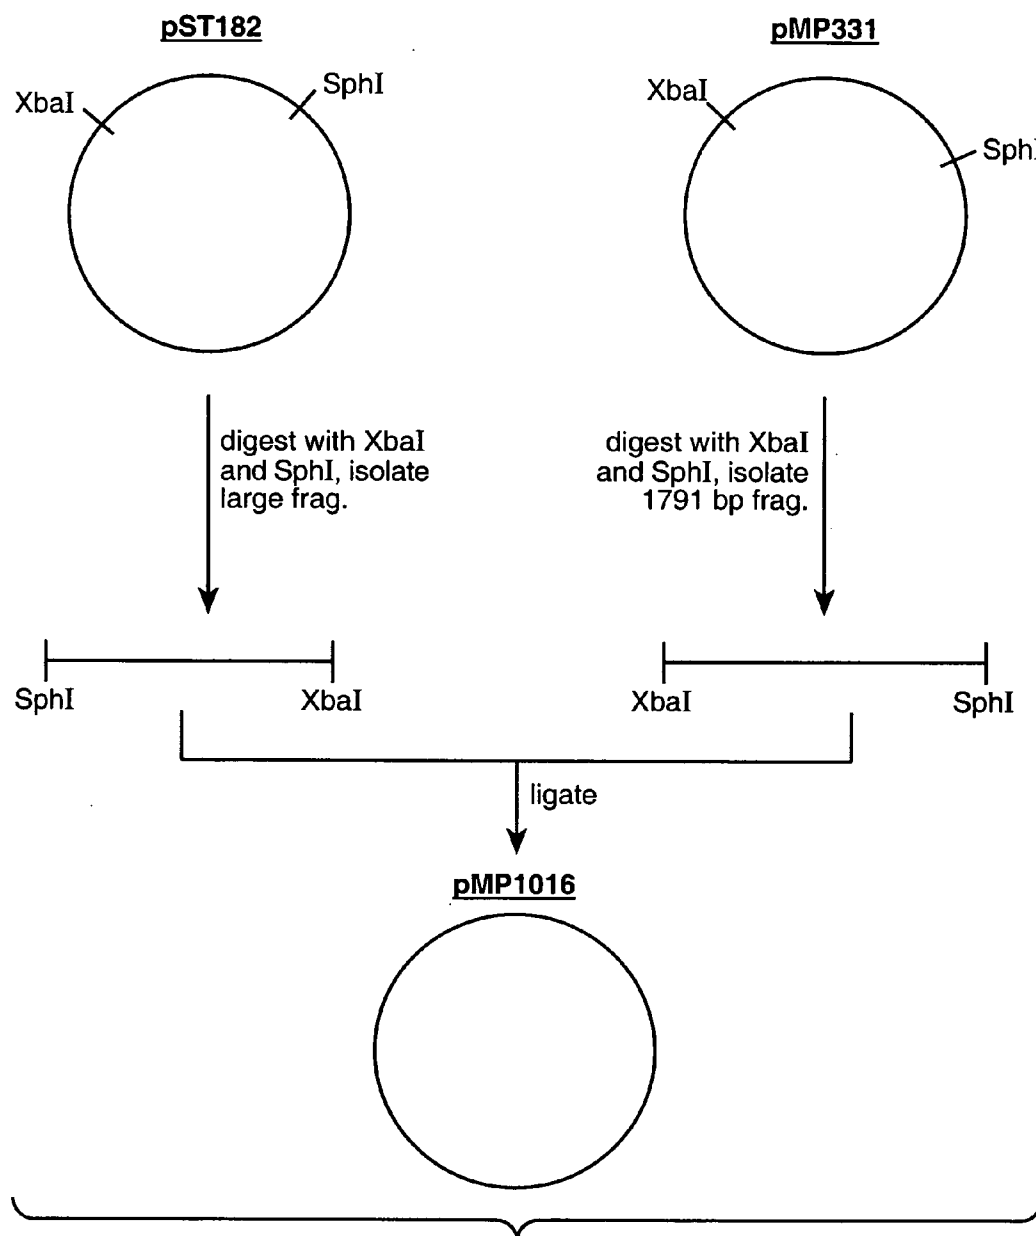 pST182
pMP331
XbaI
SphI
XbaI
SphI
digest with XbaI
and SphI, isolate
large frag.
digest with XbaI
and SphI, isolate
1791 bp frag.
SphI
XbaI
XbaI
SphI
ligate
pMP1016